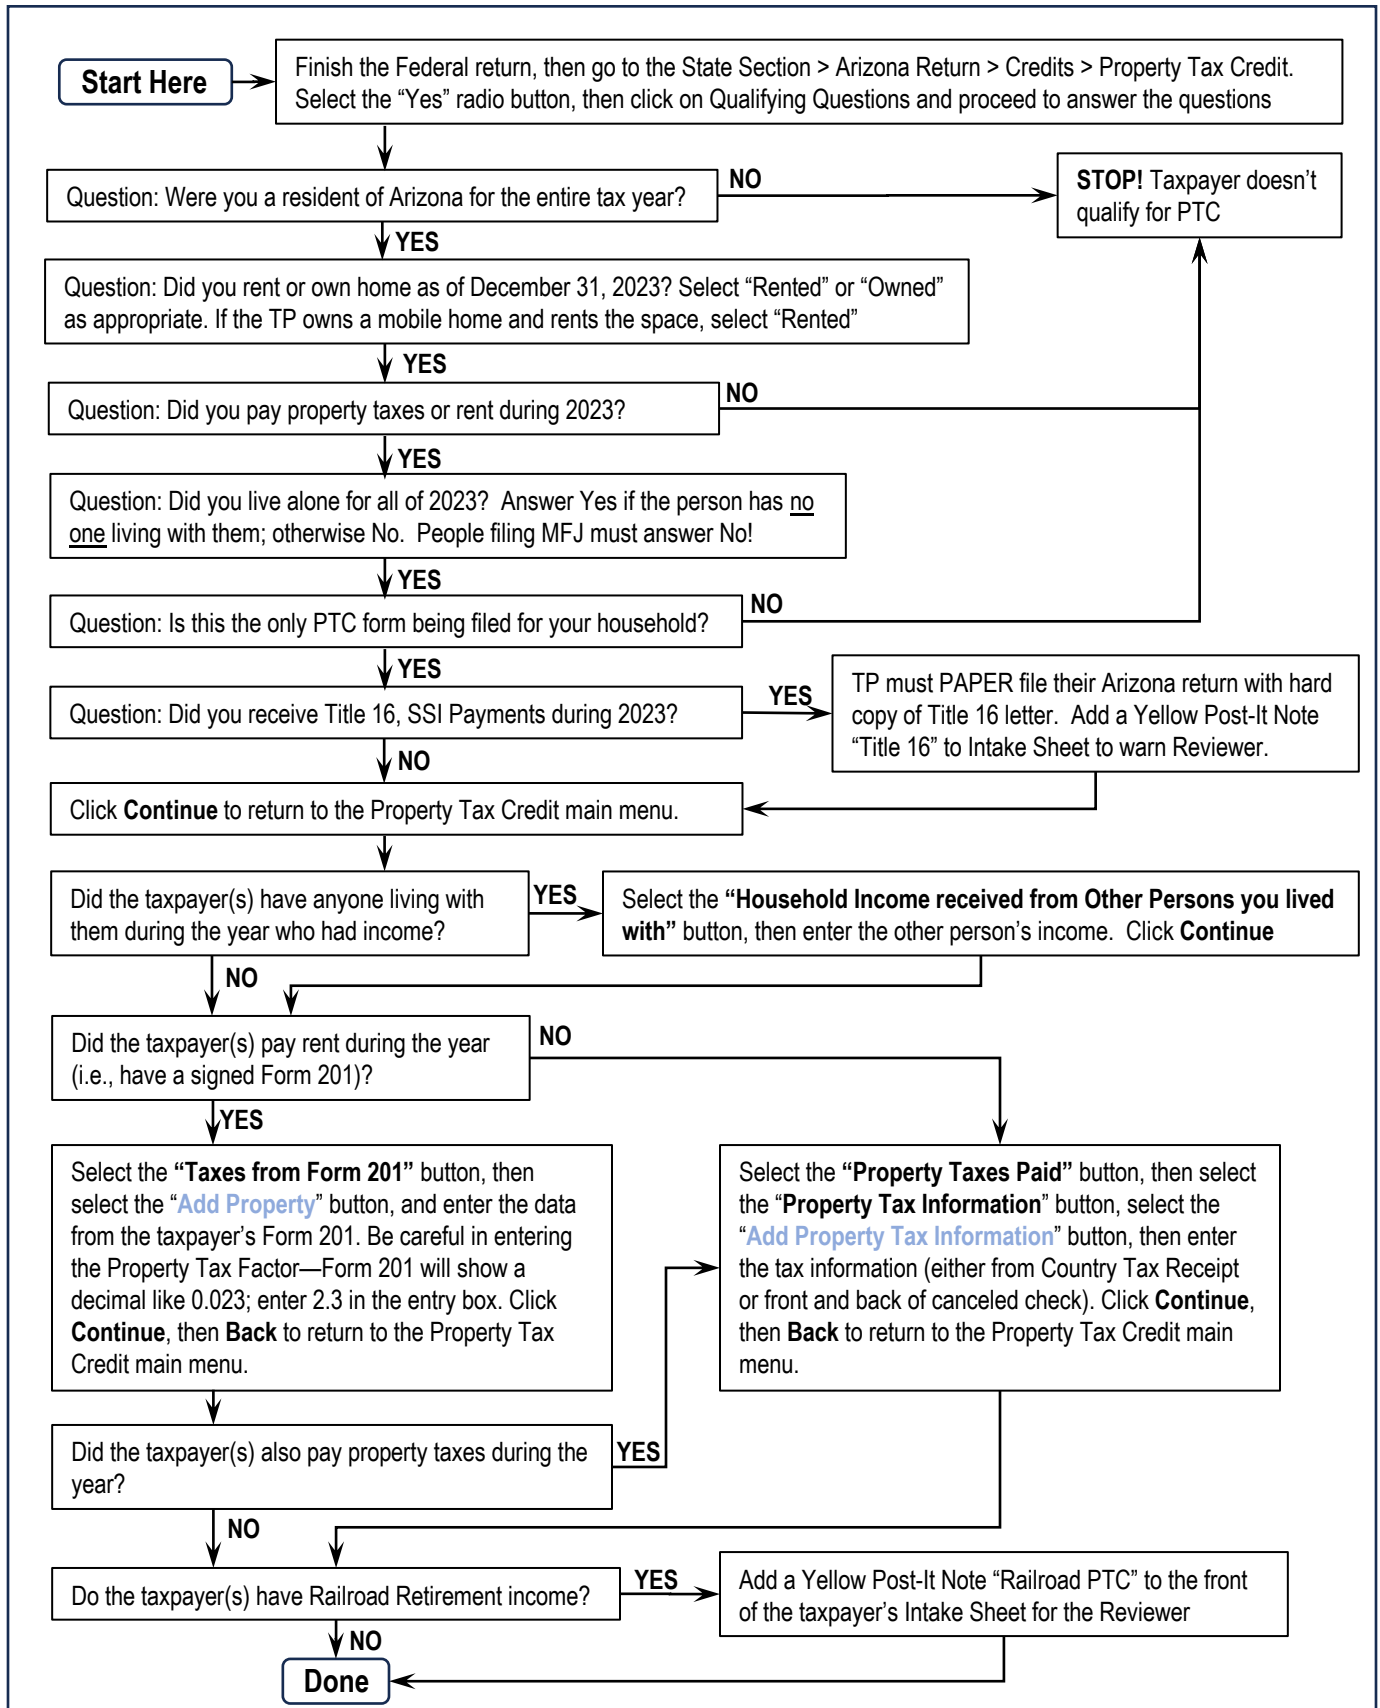 Start Here
Finish the Federal return, then go to the State Section > Arizona Return > Credits > Property Tax Credit.
Select the “Yes” radio button, then click on Qualifying Questions and proceed to answer the questions
Question: Were you a resident of Arizona for the entire tax year?
NO
STOP! Taxpayer doesn’t
qualify for PTC
YES
Question: Did you rent or own home as of December 31, 2023? Select “Rented” or “Owned”
as appropriate. If the TP owns a mobile home and rents the space, select “Rented”
YES
Question: Did you pay property taxes or rent during 2023?
NO
YES
Question: Did you live alone for all of 2023?  Answer Yes if the person has no
one living with them; otherwise No.  People filing MFJ must answer No!
YES
Question: Is this the only PTC form being filed for your household?
NO
YES
Question: Did you receive Title 16, SSI Payments during 2023?
YES
TP must PAPER file their Arizona return with hard
copy of Title 16 letter.  Add a Yellow Post-It Note
“Title 16” to Intake Sheet to warn Reviewer.
NO
Click Continue to return to the Property Tax Credit main menu.
Did the taxpayer(s) have anyone living with
them during the year who had income?
YES
Select the “Household Income received from Other Persons you lived
with” button, then enter the other person’s income.  Click Continue
NO
Did the taxpayer(s) pay rent during the year
(i.e., have a signed Form 201)?
NO
YES
Select the “Taxes from Form 201” button, then
select the “Add Property” button, and enter the data
from the taxpayer’s Form 201. Be careful in entering
the Property Tax Factor—Form 201 will show a
decimal like 0.023; enter 2.3 in the entry box. Click
Continue, then Back to return to the Property Tax
Credit main menu.
Select the “Property Taxes Paid” button, then select
the “Property Tax Information” button, select the
“Add Property Tax Information” button, then enter
the tax information (either from Country Tax Receipt
or front and back of canceled check). Click Continue,
then Back to return to the Property Tax Credit main
menu.
Did the taxpayer(s) also pay property taxes during the
year?
YES
NO
Do the taxpayer(s) have Railroad Retirement income?
YES
Add a Yellow Post-It Note “Railroad PTC” to the front
of the taxpayer’s Intake Sheet for the Reviewer
NO
Done